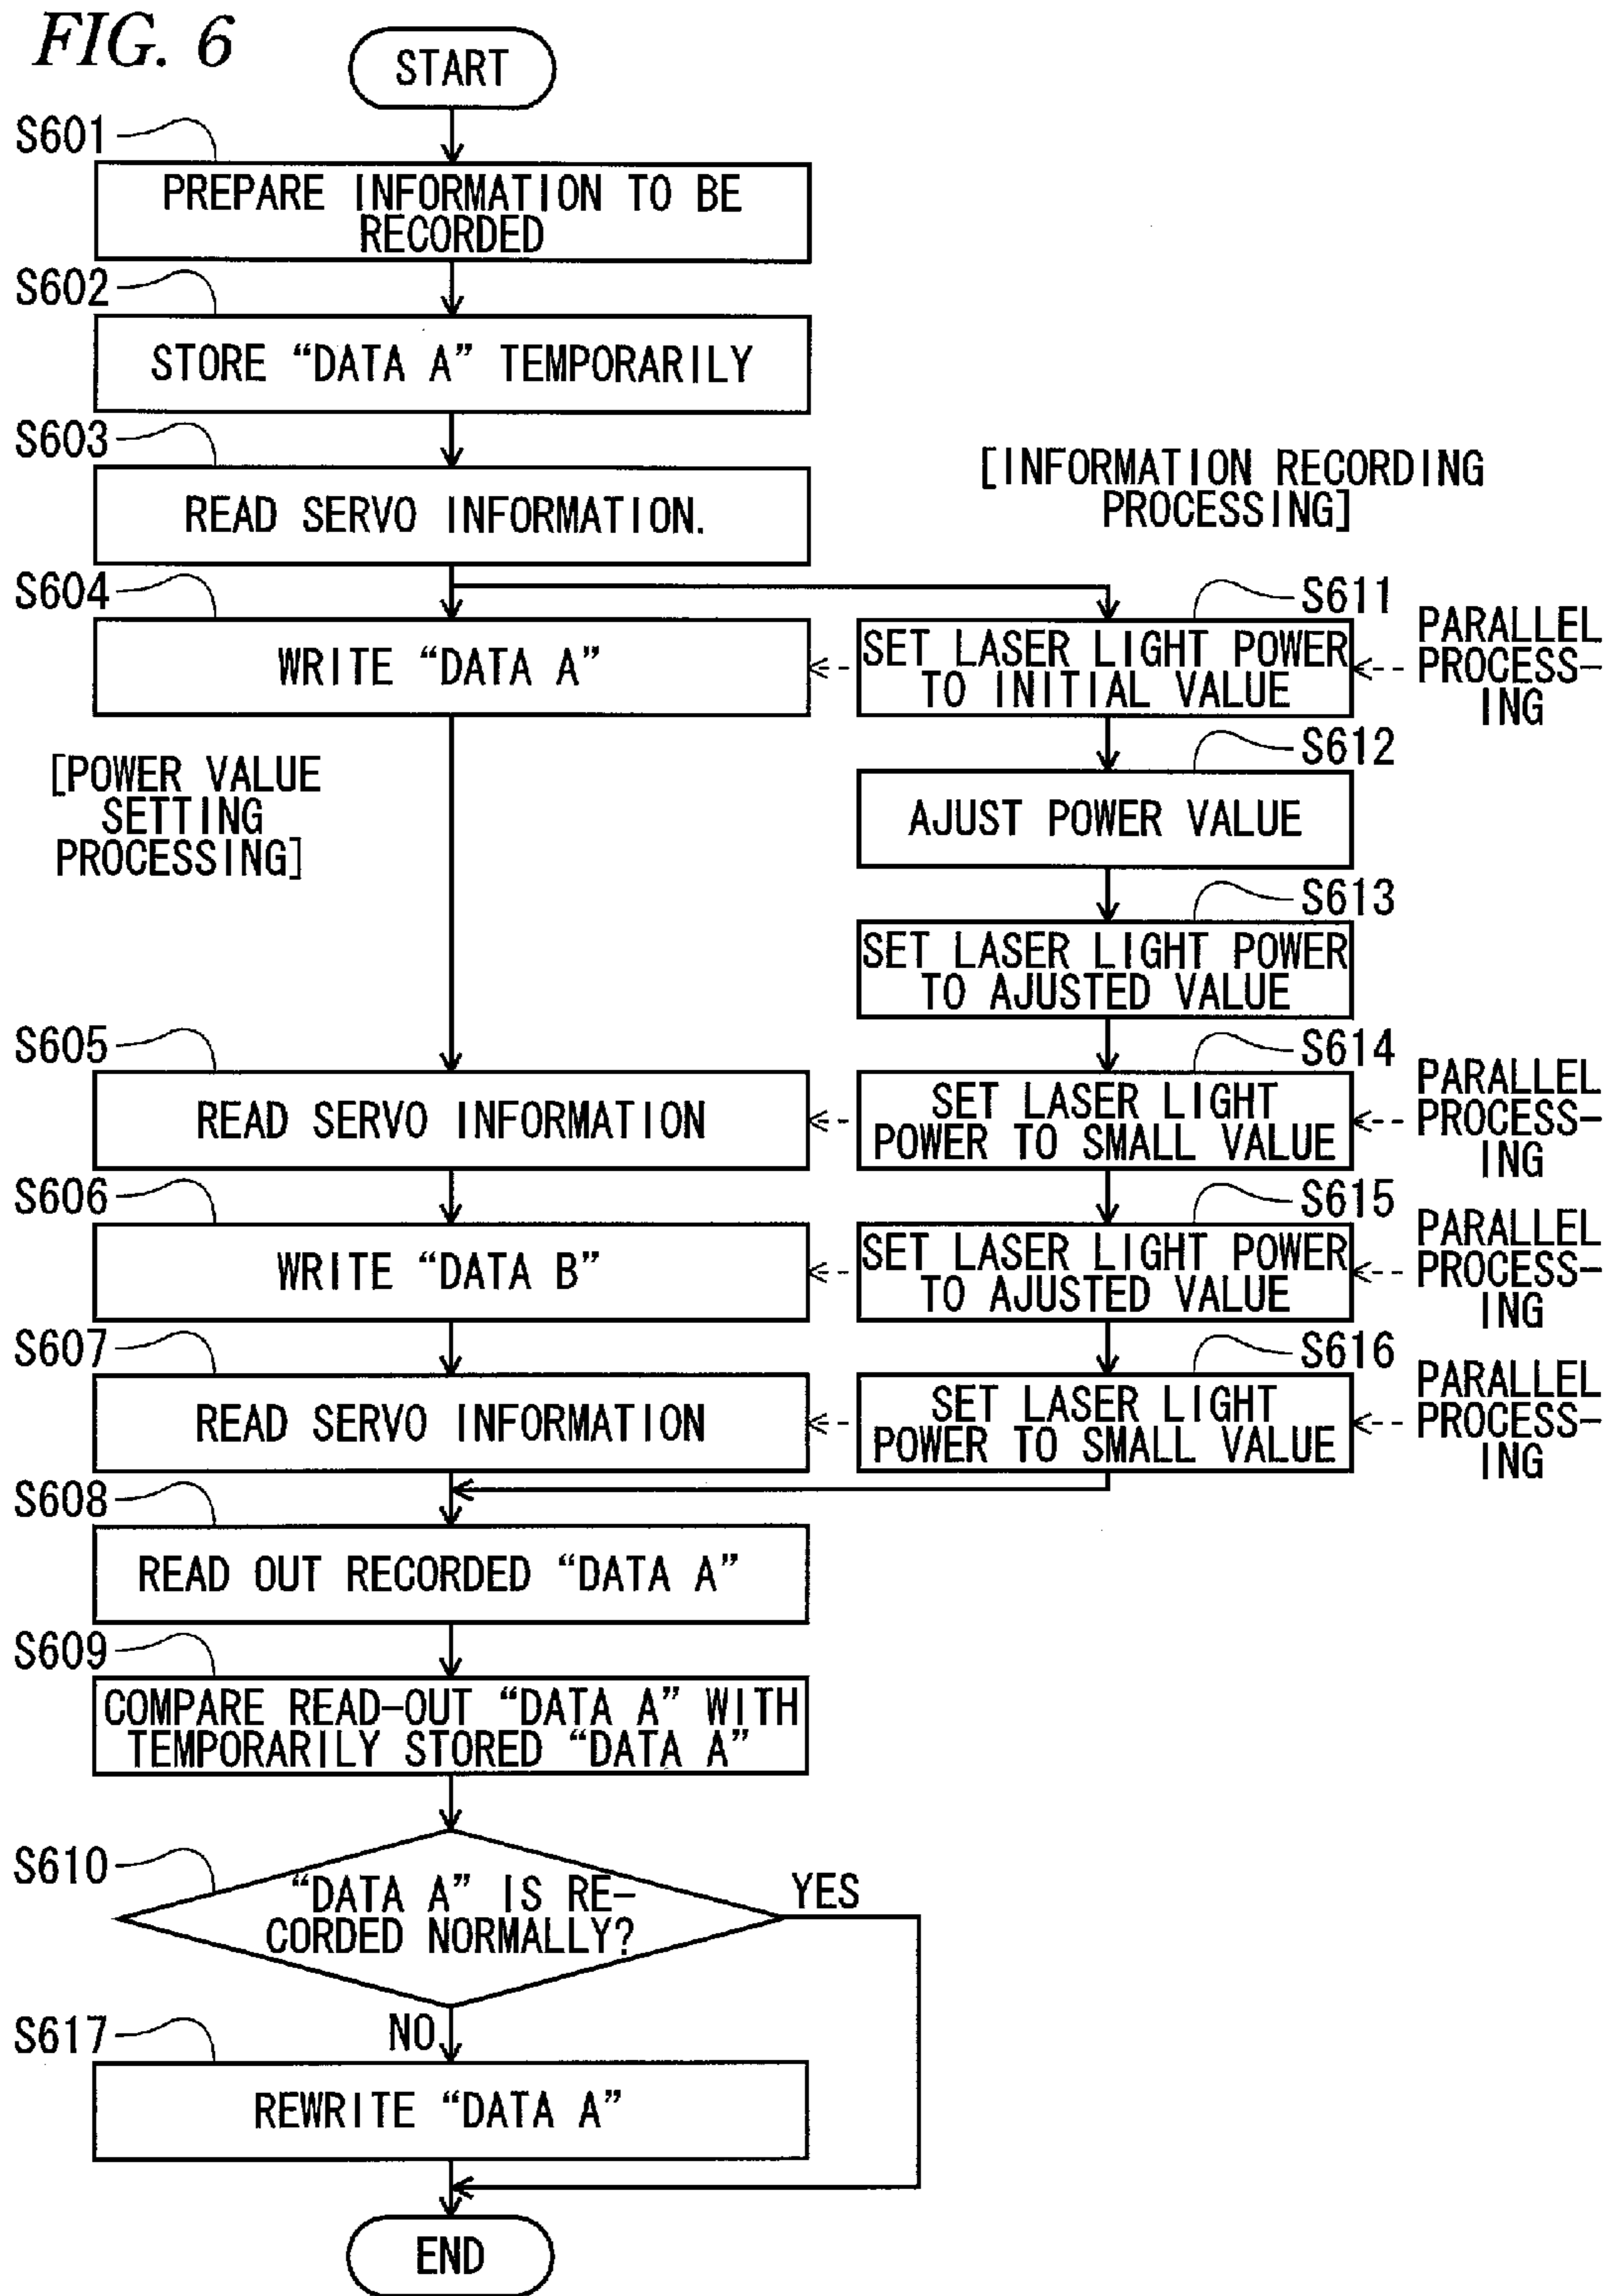 FIG. 6
START
S601
PREPARE INFORMATION TO BE
RECORDED
S602
STORE “DATA A” TEMPORARILY
S603
READ SERVO INFORMATION.
[INFORMATION RECORDING
PROCESSING]
S604
WRITE “DATA A”
S611
SET LASER LIGHT POWER
TO INITIAL VALUE
PARALLEL
PROCESS-
ING
[POWER VALUE
SETTING
PROCESSING]
S612
AJUST POWER VALUE
S613
SET LASER LIGHT POWER
TO AJUSTED VALUE
S605
READ SERVO INFORMATION
S614
SET LASER LIGHT
POWER TO SMALL VALUE
PARALLEL
PROCESS-
ING
S606
WRITE “DATA B”
S615
SET LASER LIGHT POWER
TO AJUSTED VALUE
PARALLEL
PROCESS-
ING
S607
READ SERVO INFORMATION
S616
SET LASER LIGHT
POWER TO SMALL VALUE
PARALLEL
PROCESS-
ING
S608
READ OUT RECORDED “DATA A”
S609
COMPARE READ-OUT “DATA A” WITH
TEMPORARILY STORED “DATA A”
S610
“DATA A” IS RE-
CORDED NORMALLY?
YES
NO
S617
REWRITE “DATA A”
END